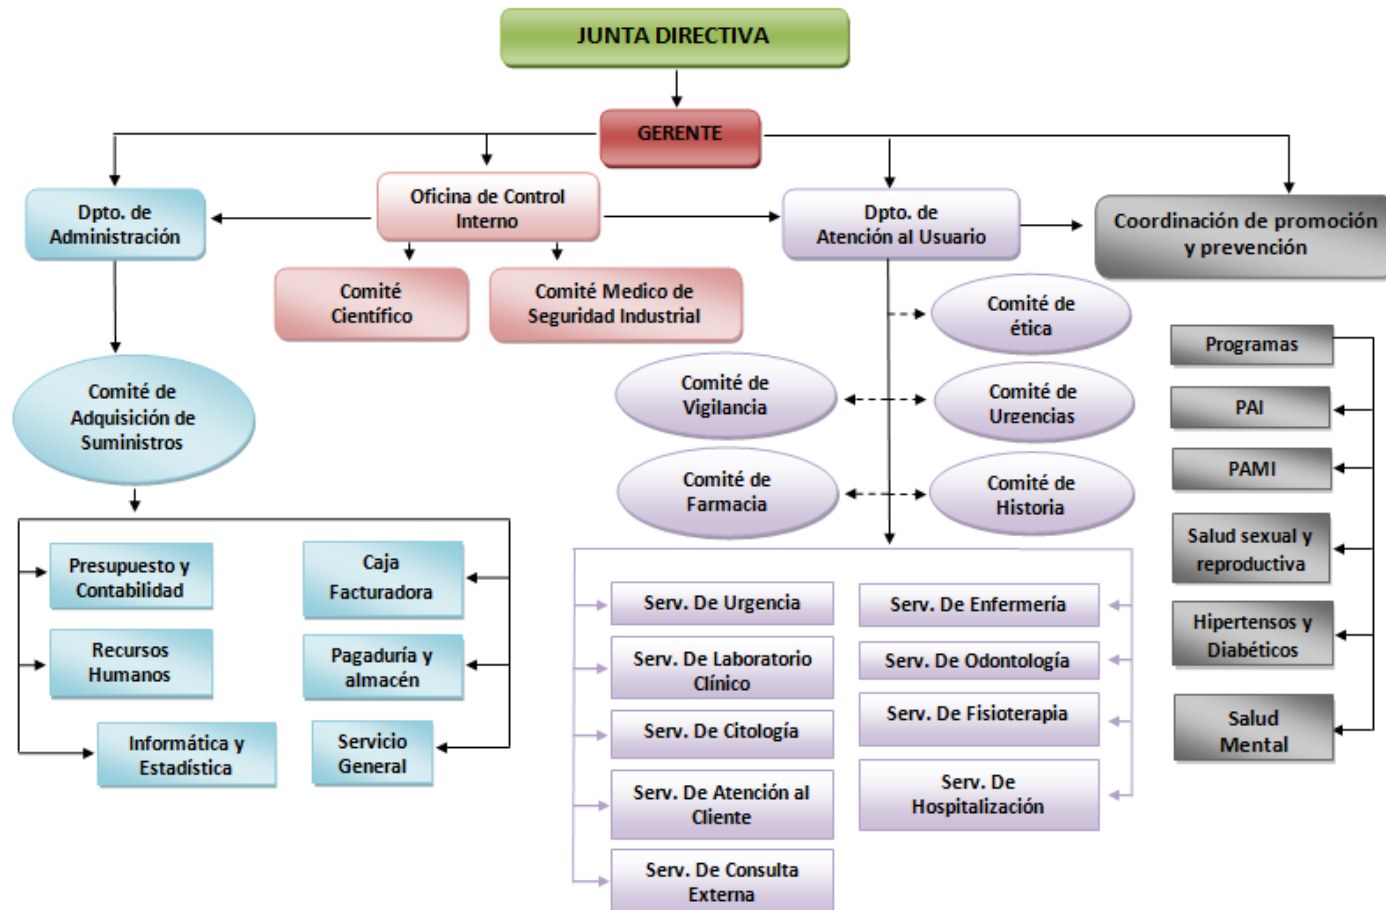 JUNTA DIRECTIVA
GERENTE
Dpto. de
Administración
Oficina de Control
Interno
Dpto. de
Atención al Usuario
Coordinación de promoción
y prevención
Comité
Científico
Comité Medico de
Seguridad Industrial
Comité de
Adquisición de
Suministros
Comité de
ética
Comité de
Vigilancia
Comité de
Urgencias
Comité de
Farmacia
Comité de
Historia
Programas
PAI
PAMI
Salud sexual y
reproductiva
Hipertensos y
Diabéticos
Salud
Mental
Presupuesto y
Contabilidad
Caja
Facturadora
Recursos
Humanos
Pagaduría y
almacén
Informática y
Estadística
Servicio
General
Serv. De Urgencia
Serv. De Laboratorio
Clínico
Serv. De Citología
Serv. De Atención al
Cliente
Serv. De Consulta
Externa
Serv. De Enfermería
Serv. De Odontología
Serv. De Fisioterapia
Serv. De
Hospitalización